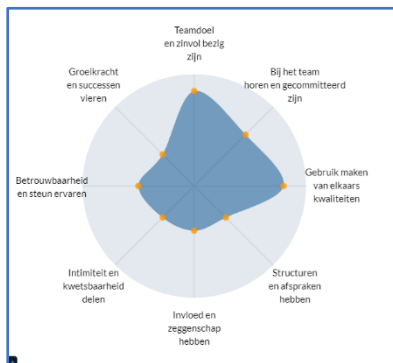 Teamdoel
en zinvol bezig
zijn
Bij het team
horen en gecommitteerd
zijn
Gebruik maken
van elkaars
kwaliteiten
Structuren
en afspraken
hebben
Invloed en
zeggenschap
hebben
Intimiteit en
kwetsbaarheid
delen
Betrouwbaarheid
en steun ervaren
Groeikracht
en successen
vieren